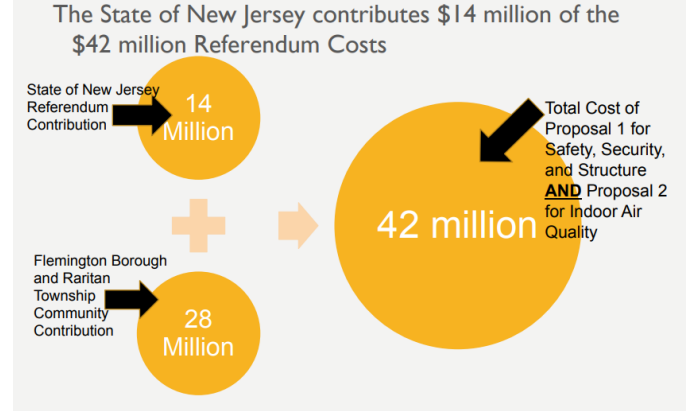 The State of New Jersey contributes $14 million of the
$42 million Referendum Costs
State of New Jersey
Referendum
Contribution
14
Million
Flemington Borough
and Raritan
Township
Community
Contribution
28
Million
42 million
Total Cost of
Proposal 1 for
Safety, Security,
and Structure
AND Proposal 2
for Indoor Air
Quality